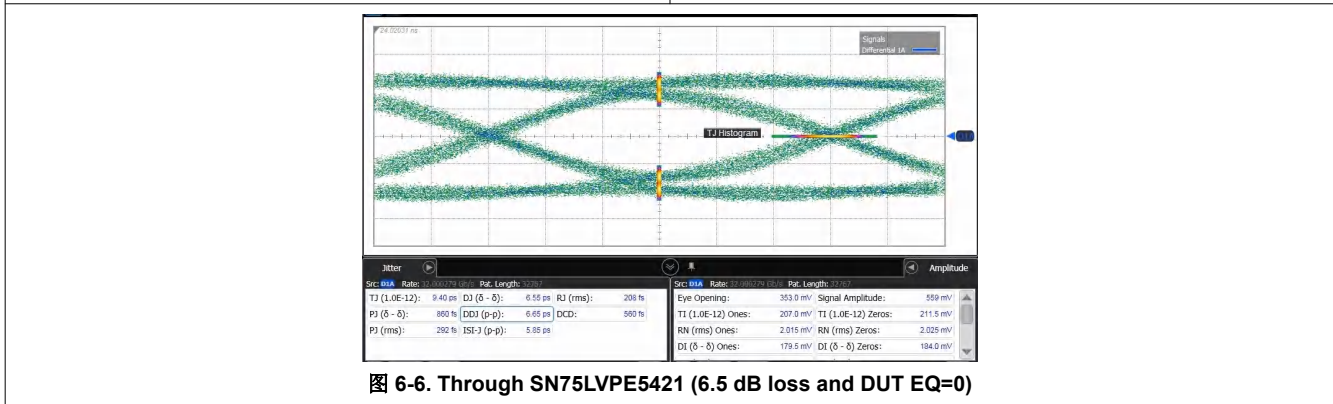 24.02031 ns
Signals
Differential 1A
TJ Histogram
Jitter
Amplitude
Src: D1A Rate: 32.000279 Gb/s Pat. Length: 32767
TJ (1.0E-12): 9.40 ps DJ (δ - δ): 6.55 ps RJ (rms): 208 fs
PJ (δ - δ): 860 fs DDJ (p-p): 6.65 ps DCD: 560 fs
PJ (rms): 292 fs ISI-J (p-p): 5.85 ps
Src: D1A Rate: 32.000279 Gb/s Pat. Length: 32767
Eye Opening: 353.0 mV Signal Amplitude: 559 mV
TI (1.0E-12) Ones: 207.0 mV TI (1.0E-12) Zeros: 211.5 mV
RN (rms) Ones: 2.015 mV RN (rms) Zeros: 2.025 mV
DI (δ - δ) Ones: 179.5 mV DI (δ - δ) Zeros: 184.0 mV
图 6-6. Through SN75LVPE5421 (6.5 dB loss and DUT EQ=0)